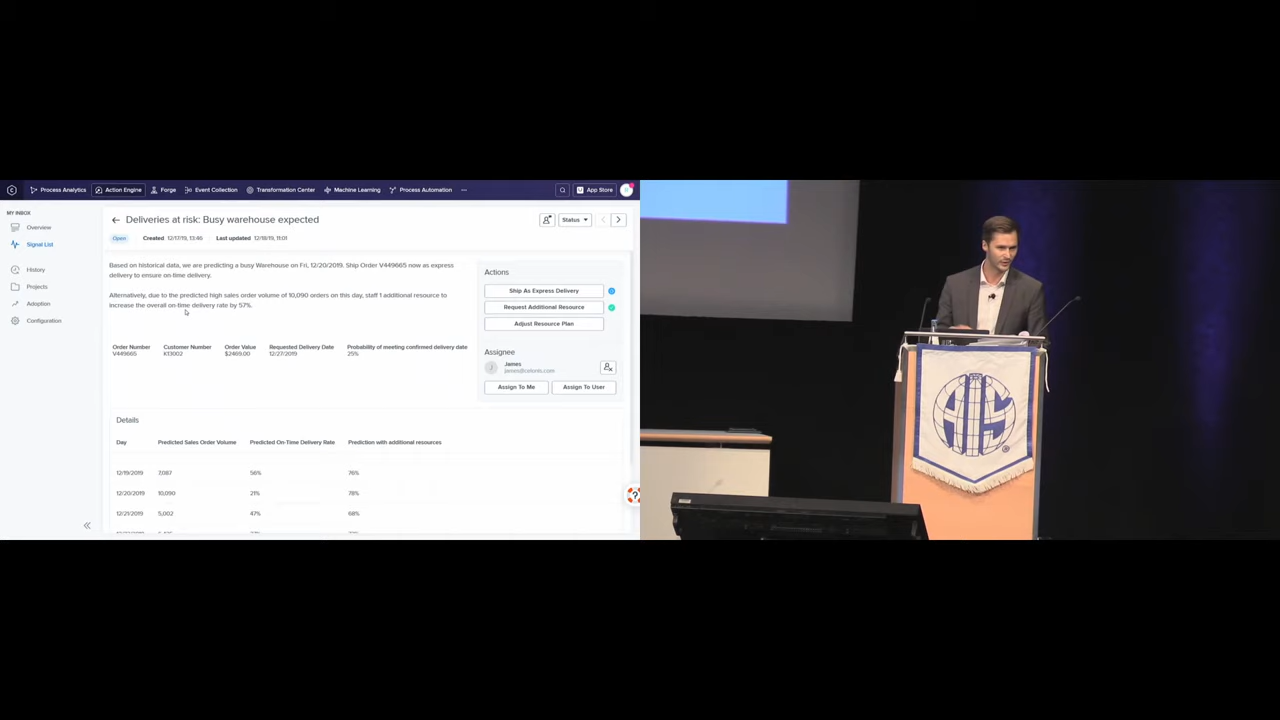 Process Analytics
Action Engine
Forge
Event Collection
Transformation Center
Machine Learning
Process Automation
App Store
MY INBOX
Overview
Signal List
History
Projects
Adoption
Configuration
Deliveries at risk: Busy warehouse expected
Status
Open Created 12/17/19, 13:46 Last updated 12/18/19, 11:01
Based on historical data, we are predicting a busy Warehouse on Fri, 12/20/2019. Ship Order V449665 now as express
delivery to ensure on-time delivery.
Alternatively, due to the predicted high sales order volume of 10,090 orders on this day, staff 1 additional resource to
increase the overall on-time delivery rate by 57%.
Order Number Customer Number Order Value Requested Delivery Date Probability of meeting confirmed delivery date
V449665 K13002 $2469.00 12/27/2019 25%
Actions
Ship As Express Delivery
Request Additional Resource
Adjust Resource Plan
Assignee
J
James
james@celonis.com
Assign To Me Assign To User
Details
Day Predicted Sales Order Volume Predicted On-Time Delivery Rate Prediction with additional resources
12/19/2019 7,087 56% 76%
12/20/2019 10,090 21% 78%
12/21/2019 5,002 47% 68%
AIS